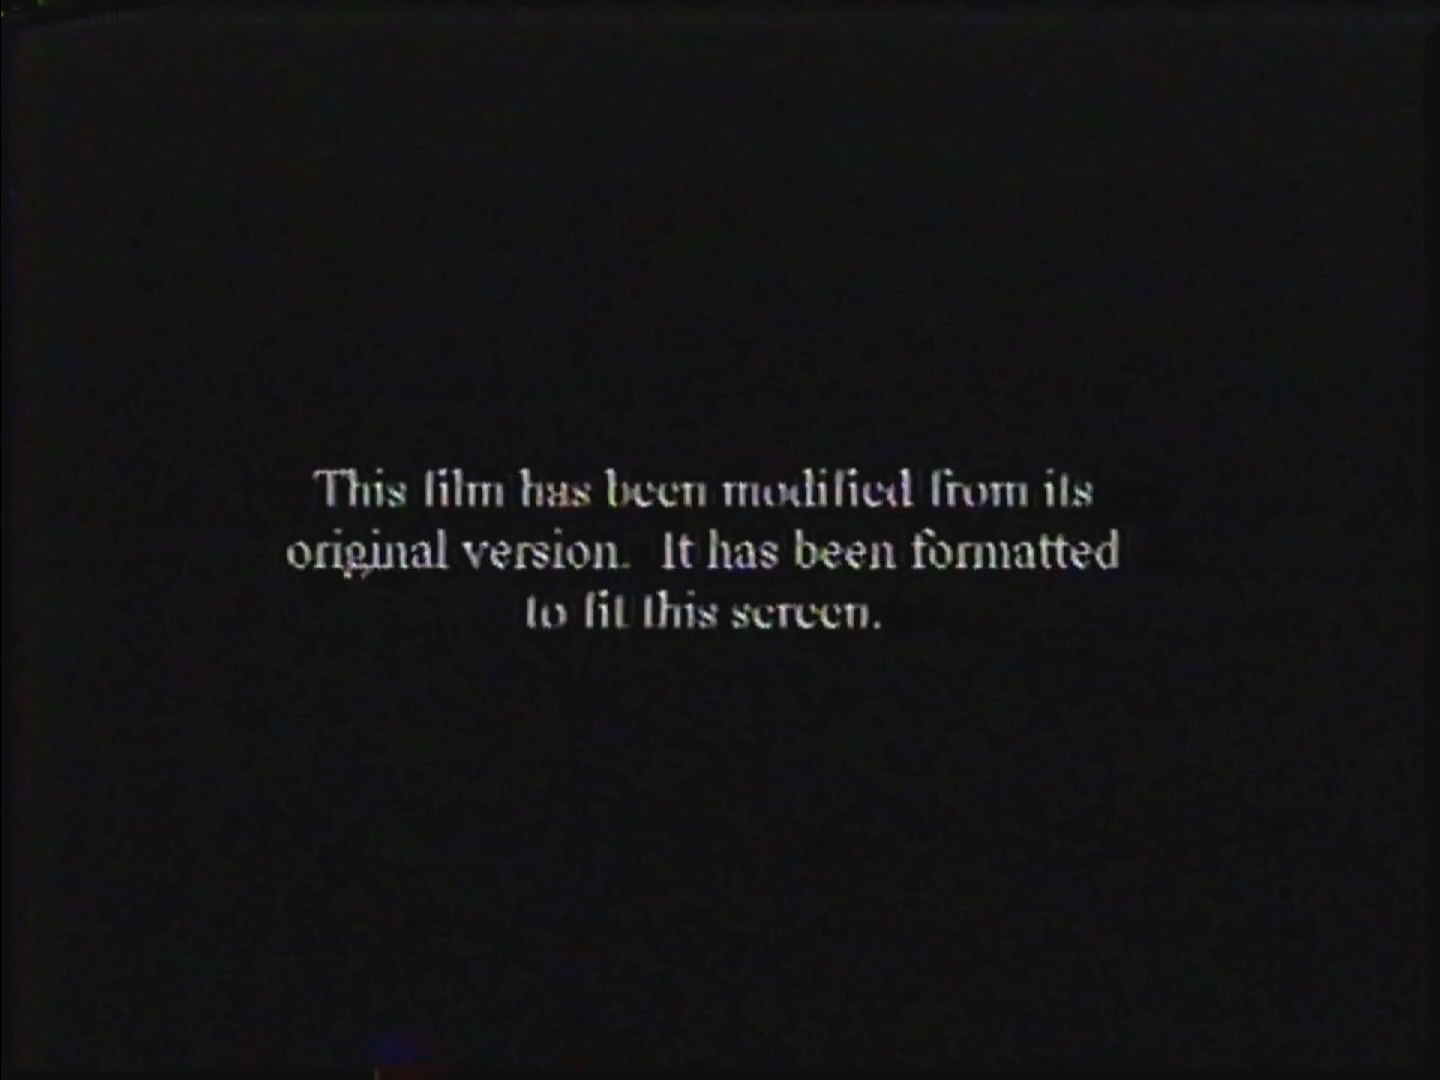 This film has been modified from its
original version.  It has been formatted
to fit this screen.